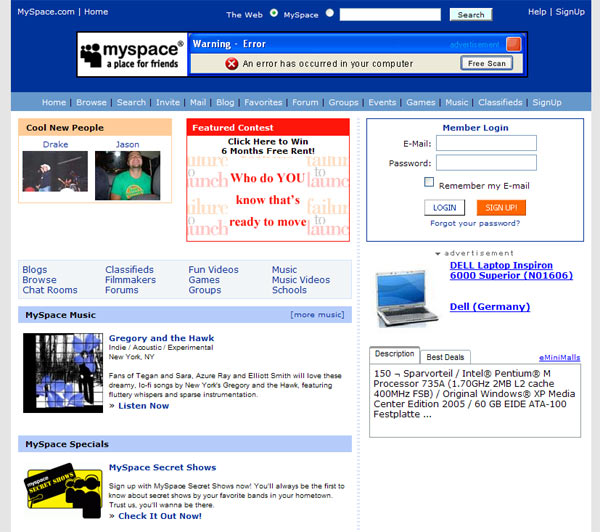 MySpace.com | Home
The Web
MySpace
Search
Help | SignUp
myspace®
a place for friends
Warning - Error
advertisement
An error has occurred in your computer
Free Scan
Home | Browse | Search | Invite | Mail | Blog | Favorites | Forum | Groups | Events | Games | Music | Classifieds | SignUp
Cool New People
Drake
Jason
Featured Contest
Click Here to Win
6 Months Free Rent!
failure
to
launch
failure
to
launch
Who do YOU
know that's
ready to move
Member Login
E-Mail:
Password:
Remember my E-mail
LOGIN
SIGN UP!
Forgot your password?
advertisement
DELL Laptop Inspiron
6000 Superior (N01606)
Dell (Germany)
Blogs
Browse
Chat Rooms
Classifieds
Filmmakers
Forums
Fun Videos
Games
Groups
Music
Music Videos
Schools
MySpace Music
[more music]
Gregory and the Hawk
Indie / Acoustic / Experimental
New York, NY
Fans of Tegan and Sara, Azure Ray and Elliott Smith will love these
dreamy, lo-fi songs by New York's Gregory and the Hawk, featuring
fluttery whispers and sparse instrumentation.
» Listen Now
Description
Best Deals
eMiniMalls
150 ¬ Sparvorteil / Intel® Pentium® M
Processor 735A (1.70GHz 2MB L2 cache
400MHz FSB) / Original Windows® XP Media
Center Edition 2005 / 60 GB EIDE ATA-100
Festplatte ...
MySpace Specials
myspace
SECRET SHOWS
MySpace Secret Shows
Sign up with MySpace Secret Shows now! You'll always be the first to
know about secret shows by your favorite bands in your hometown.
Trust us, you'll wanna be there.
» Check It Out Now!